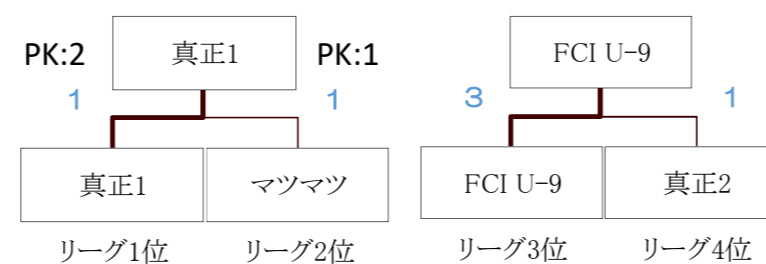 PK:2 真正1 PK:1
1 1
真正1 マツマツ
リーグ1位 リーグ2位
FCI U-9
3 1
FCI U-9 真正2
リーグ3位 リーグ4位